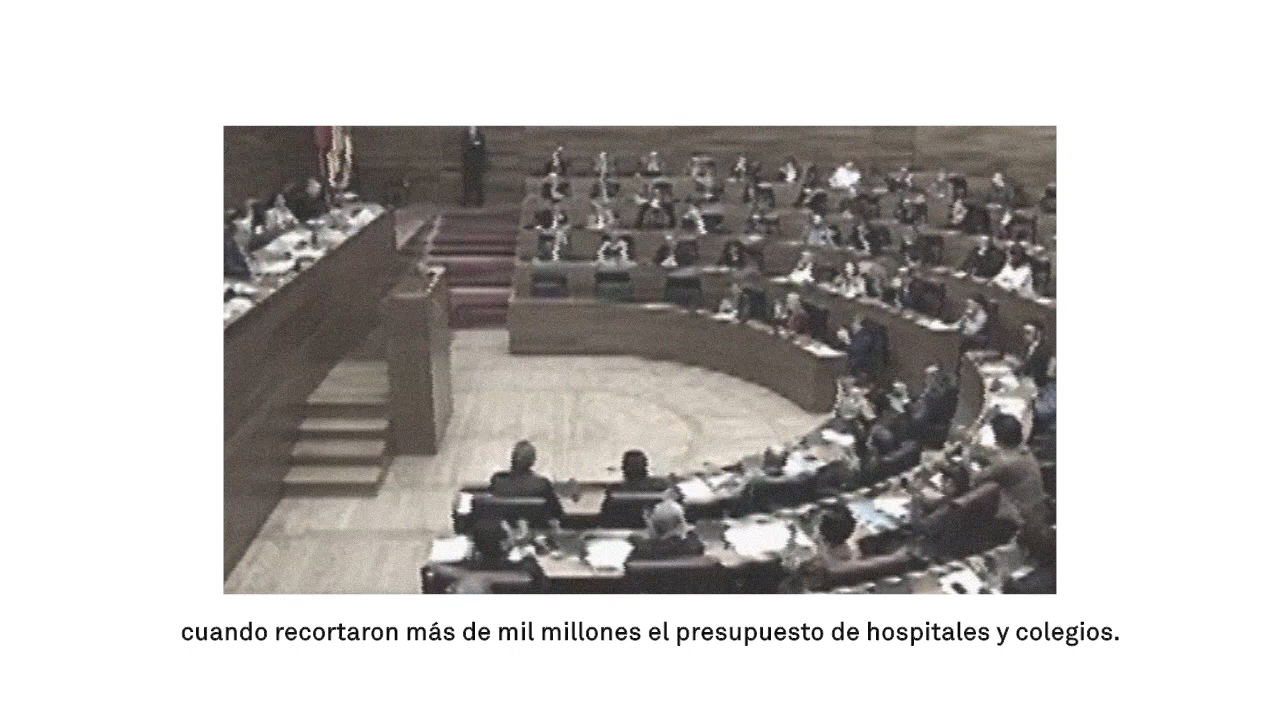 cuando recortaron más de mil millones el presupuesto de hospitales y colegios.